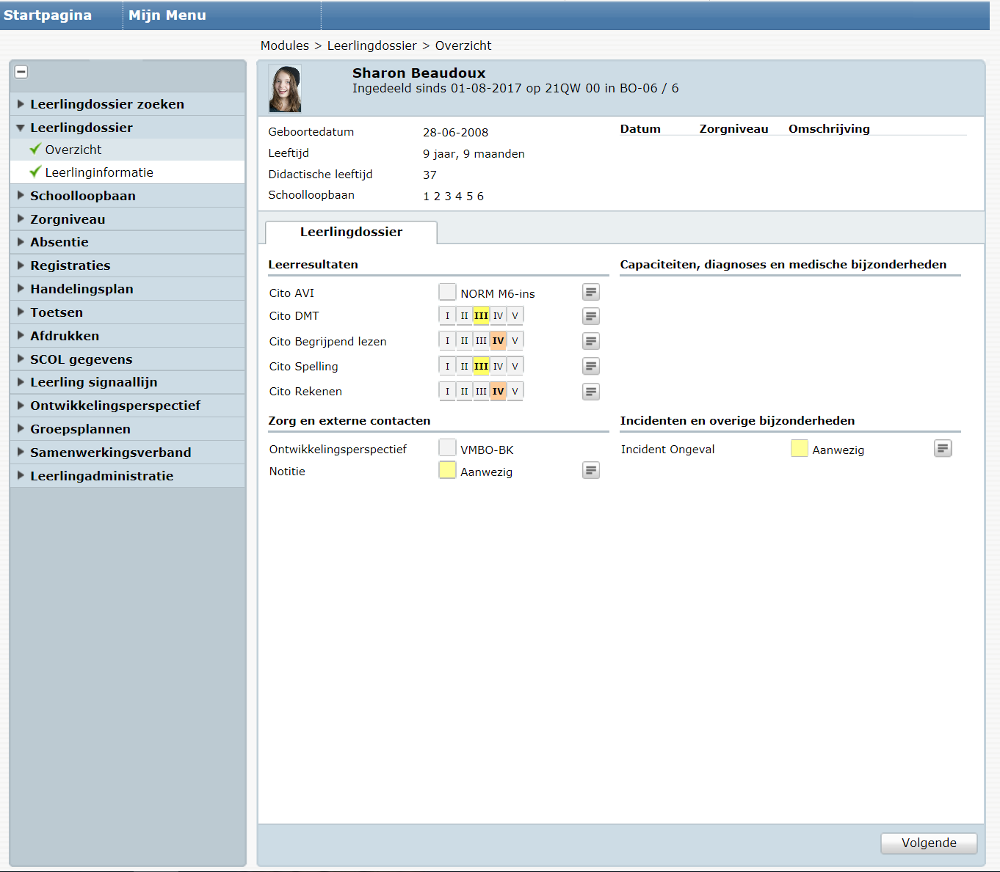 Startpagina Mijn Menu
Modules > Leerlingdossier > Overzicht
Leerlingdossier zoeken
Leerlingdossier
Overzicht
Leerlinginformatie
Schoolloopbaan
Zorgniveau
Absentie
Registraties
Handelingsplan
Toetsen
Afdrukken
SCOL gegevens
Leerling signaallijn
Ontwikkelingsperspectief
Groepsplannen
Samenwerkingsverband
Leerlingadministratie
Sharon Beaudoux
Ingedeeld sinds 01-08-2017 op 21QW 00 in BO-06 / 6
Geboortedatum 28-06-2008
Leeftijd 9 jaar, 9 maanden
Didactische leeftijd 37
Schoolloopbaan 1 2 3 4 5 6
Datum Zorgniveau Omschrijving
Leerlingdossier
Leerresultaten
Cito AVI NORM M6-ins
Cito DMT I II III IV V
Cito Begrijpend lezen I II III IV V
Cito Spelling I II III IV V
Cito Rekenen I II III IV V
Capaciteiten, diagnoses en medische bijzonderheden
Zorg en externe contacten
Ontwikkelingsperspectief VMBO-BK
Notitie Aanwezig
Incidenten en overige bijzonderheden
Incident Ongeval Aanwezig
Volgende